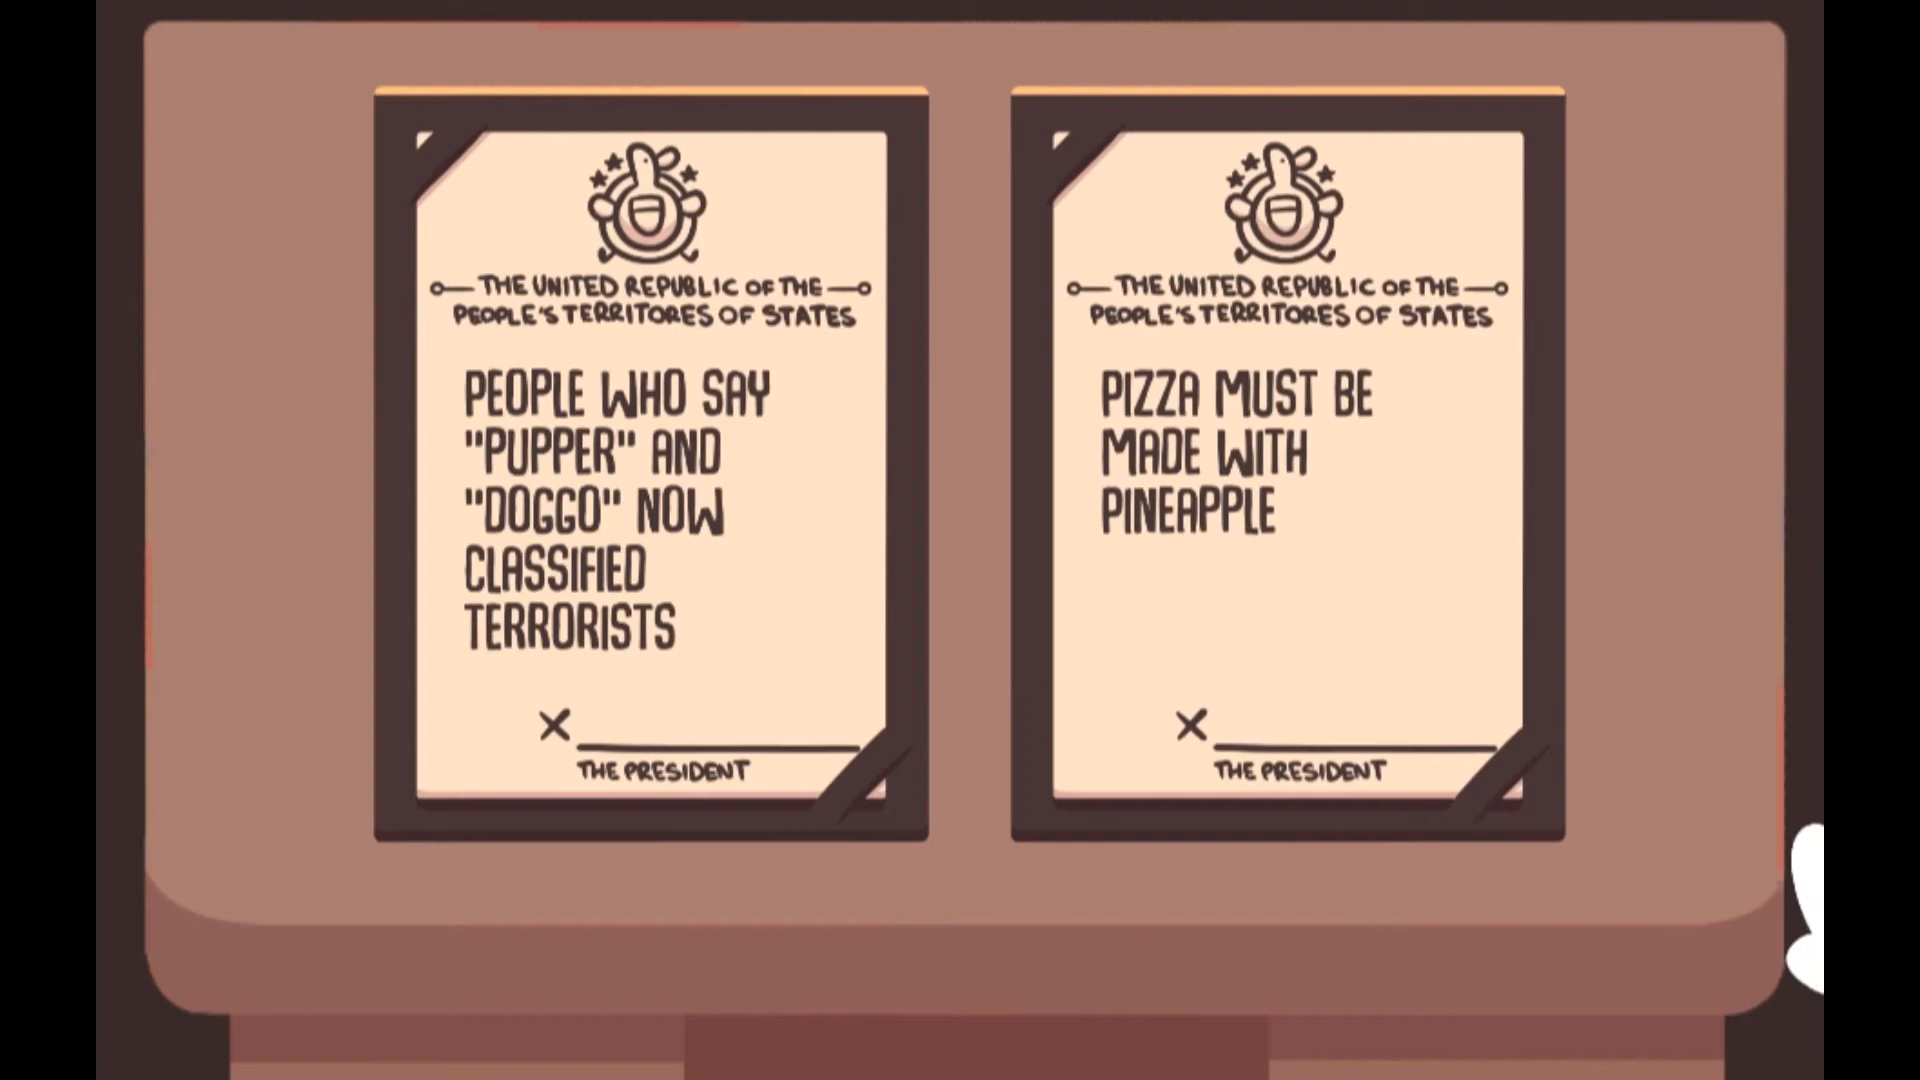 THE UNITED REPUBLIC OF THE
PEOPLE'S TERRITORES OF STATES
PEOPLE WHO SAY
"PUPPER" AND
"DOGGO" NOW
CLASSIFIED
TERRORISTS
X
THE PRESIDENT
THE UNITED REPUBLIC OF THE
PEOPLE'S TERRITORES OF STATES
PIZZA MUST BE
MADE WITH
PINEAPPLE
X
THE PRESIDENT